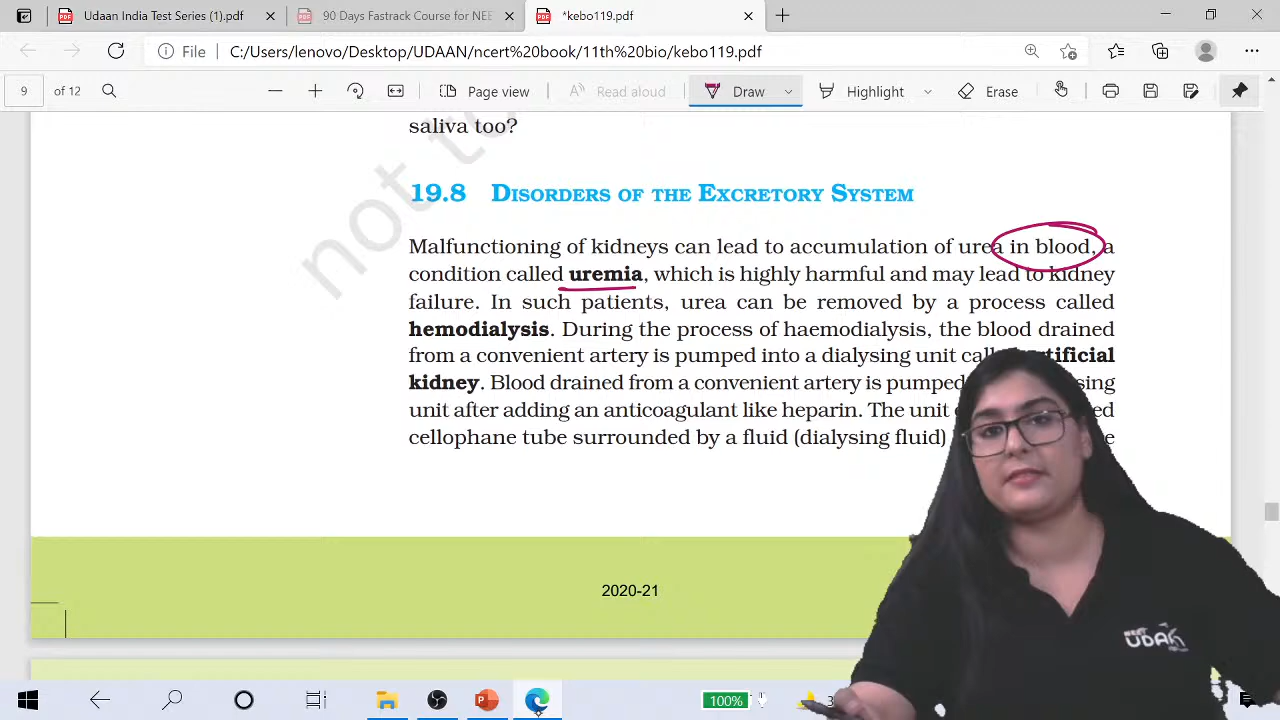 Udaan India Test Series (1).pdf
90 Days Fastrack Course for NEE
*kebo119.pdf
File C:/Users/lenovo/Desktop/UDAAN/ncert%20book/11th%20bio/kebo119.pdf
9 of 12 Page view Read aloud Draw Highlight Erase
saliva too?
not to
19.8 DISORDERS OF THE EXCRETORY SYSTEM
Malfunctioning of kidneys can lead to accumulation of urea in blood, a
condition called uremia, which is highly harmful and may lead to kidney
failure. In such patients, urea can be removed by a process called
hemodialysis. During the process of haemodialysis, the blood drained
from a convenient artery is pumped into a dialysing unit artificial
kidney. Blood drained from a convenient artery is pumped
unit after adding an anticoagulant like heparin. The unit
cellophane tube surrounded by a fluid (dialysing fluid)
2020-21
NEET
UDAAN
100%